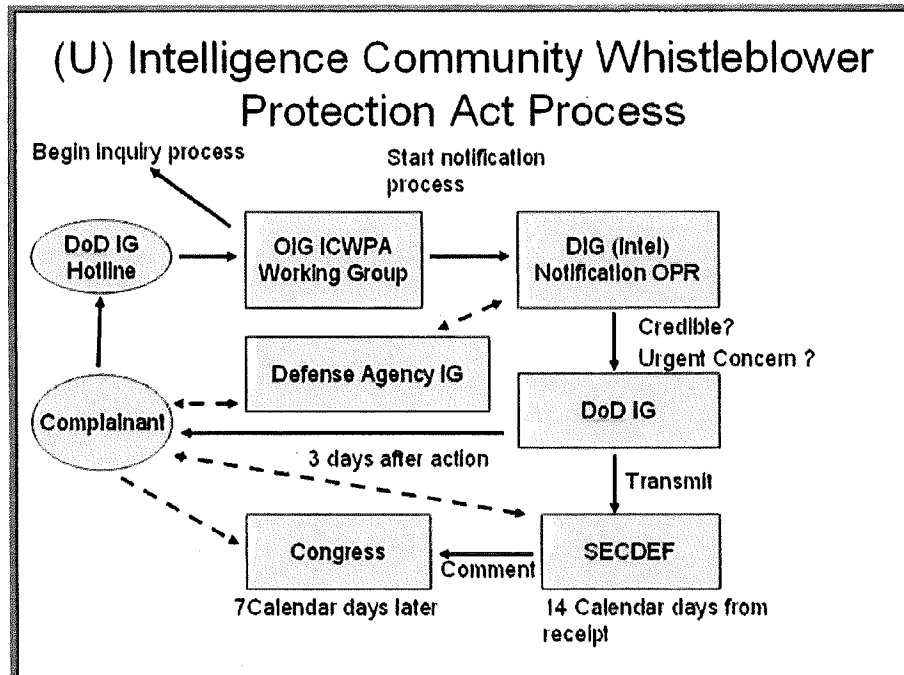 (U) Intelligence Community Whistleblower
Protection Act Process
Begin inquiry process
Start notification
process
DoD IG
Hotline
OIG ICWPA
Working Group
DIG (Intel)
Notification OPR
Credible?
Urgent Concern ?
Defense Agency IG
Complainant
DoD IG
3 days after action
Transmit
Congress
Comment
SECDEF
7Calendar days later
14 Calendar days from
receipt